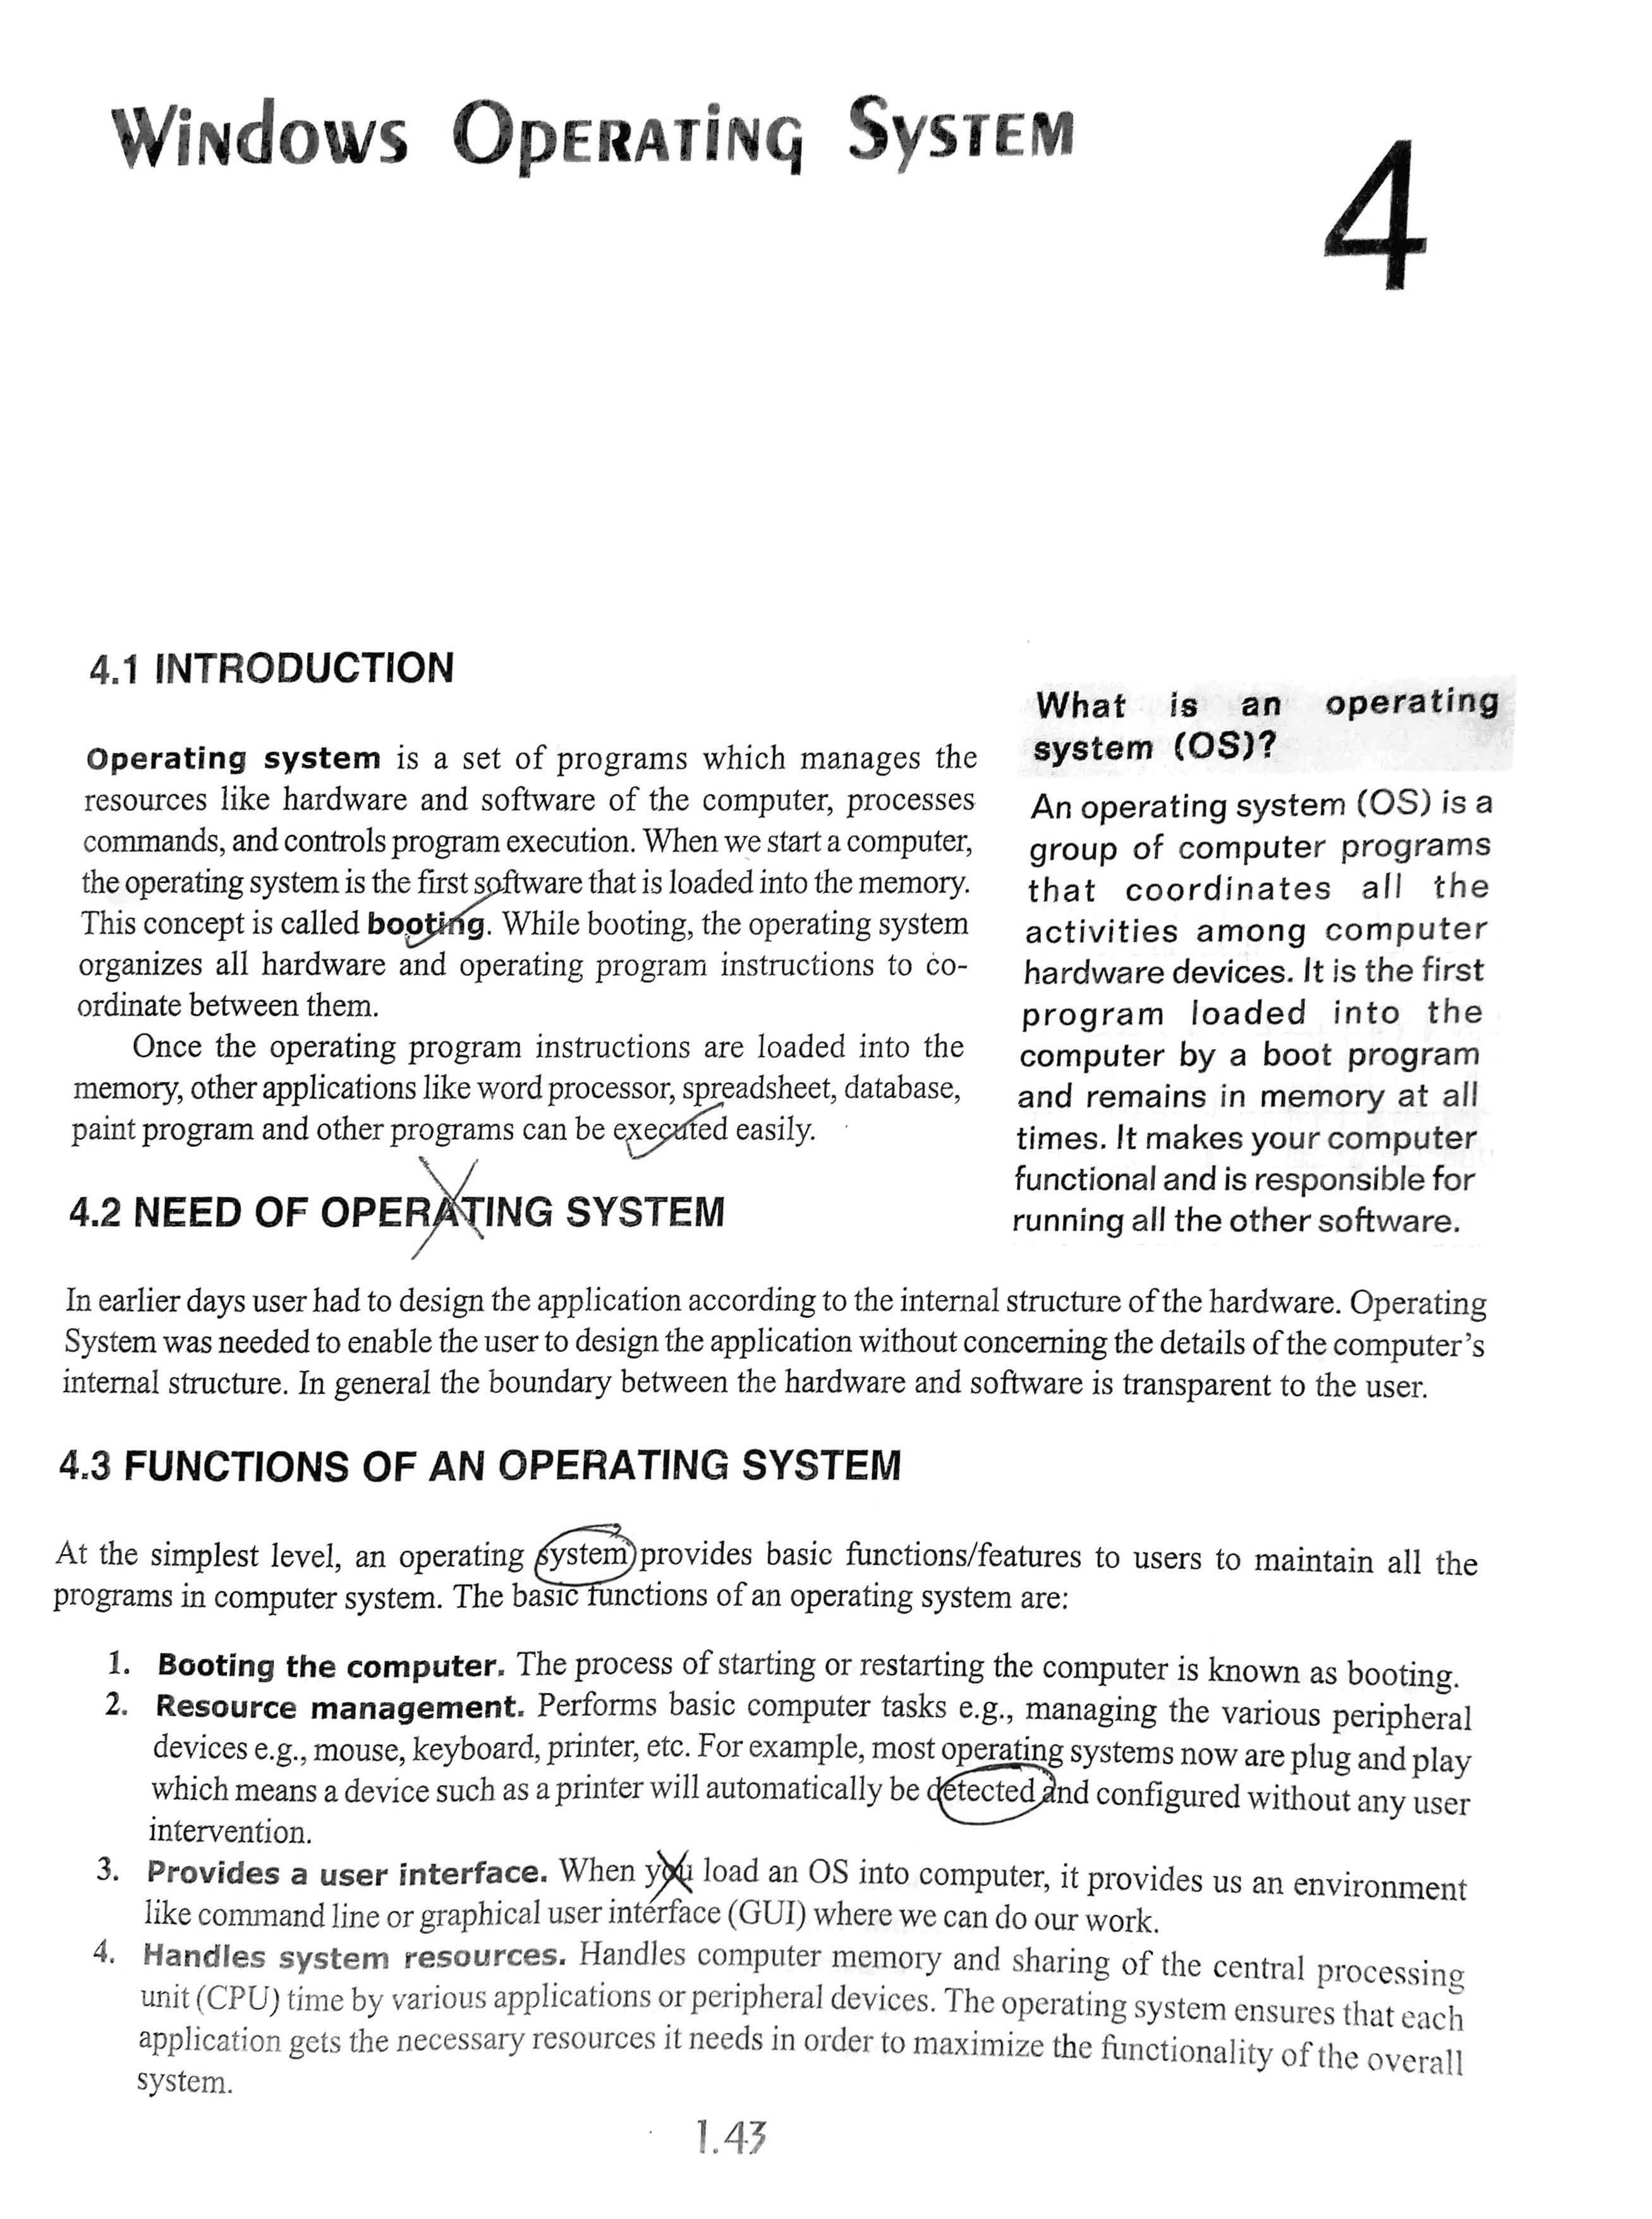 Windows Operating System
4
4.1 INTRODUCTION
Operating system is a set of programs which manages the
resources like hardware and software of the computer, processes
commands, and controls program execution. When we start a computer,
the operating system is the first software that is loaded into the memory.
This concept is called booting. While booting, the operating system
organizes all hardware and operating program instructions to co-
ordinate between them.
Once the operating program instructions are loaded into the
memory, other applications like word processor, spreadsheet, database,
paint program and other programs can be executed easily.
What is an operating
system (OS)?
An operating system (OS) is a
group of computer programs
that coordinates all the
activities among computer
hardware devices. It is the first
program loaded into the
computer by a boot program
and remains in memory at all
times. It makes your computer
functional and is responsible for
running all the other software.
4.2 NEED OF OPERATING SYSTEM
In earlier days user had to design the application according to the internal structure of the hardware. Operating
System was needed to enable the user to design the application without concerning the details of the computer's
internal structure. In general the boundary between the hardware and software is transparent to the user.
4.3 FUNCTIONS OF AN OPERATING SYSTEM
At the simplest level, an operating system provides basic functions/features to users to maintain all the
programs in computer system. The basic functions of an operating system are:
1. Booting the computer. The process of starting or restarting the computer is known as booting.
2. Resource management. Performs basic computer tasks e.g., managing the various peripheral
devices e.g., mouse, keyboard, printer, etc. For example, most operating systems now are plug and play
which means a device such as a printer will automatically be detected and configured without any user
intervention.
3. Provides a user interface. When you load an OS into computer, it provides us an environment
like command line or graphical user interface (GUI) where we can do our work.
4. Handles system resources. Handles computer memory and sharing of the central processing
unit (CPU) time by various applications or peripheral devices. The operating system ensures that each
application gets the necessary resources it needs in order to maximize the functionality of the overall
system.
1.43